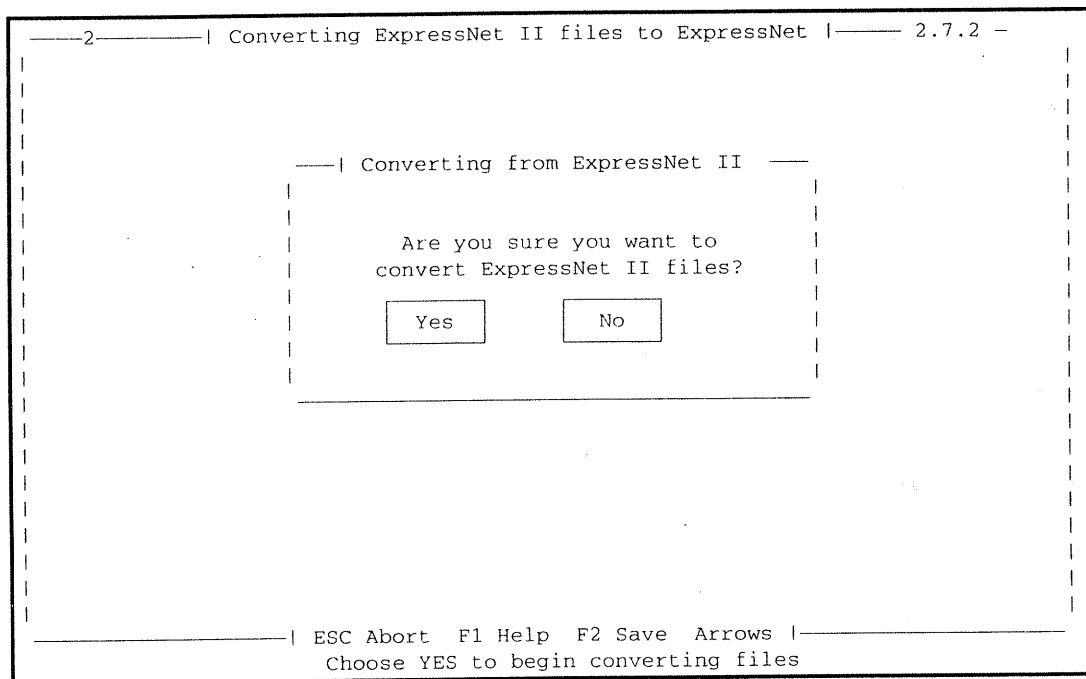 2 Converting ExpressNet II files to ExpressNet 2.7.2
Converting from ExpressNet II
Are you sure you want to
convert ExpressNet II files?
Yes No
ESC Abort F1 Help F2 Save Arrows
Choose YES to begin converting files